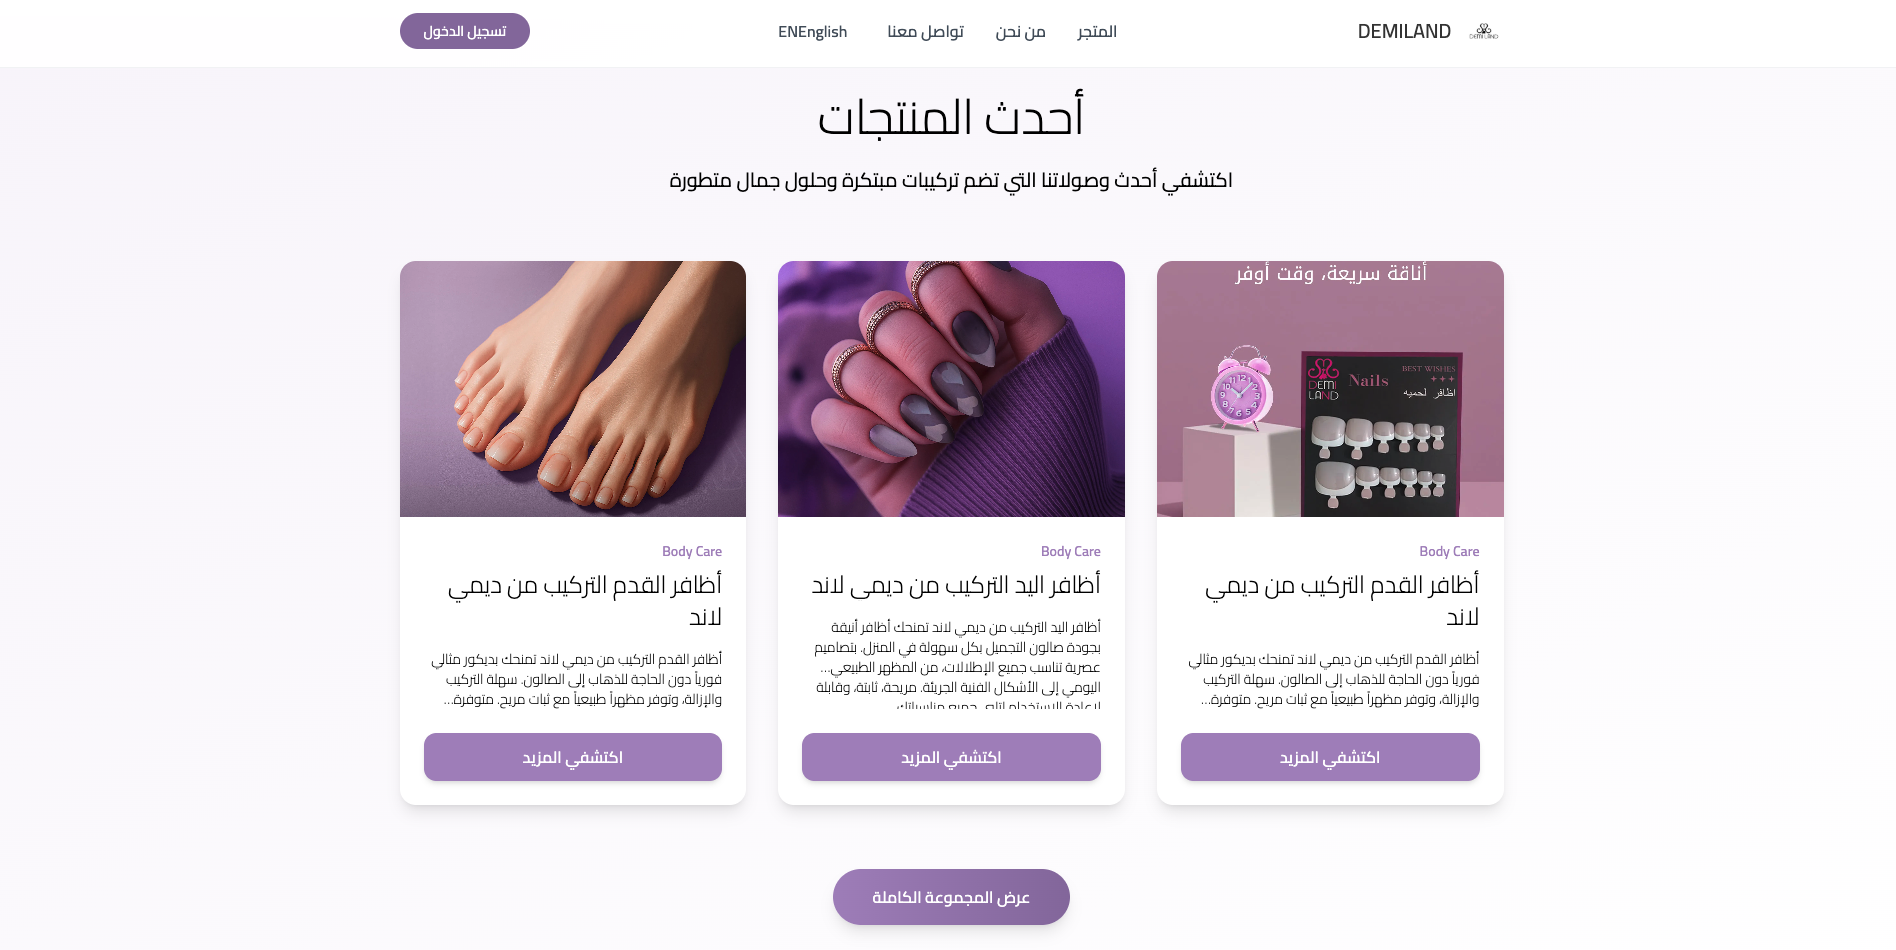 DEMILAND
المتجر
من نحن
تواصل معنا
ENEnglish
تسجيل الدخول
أحدث المنتجات
اكتشفي أحدث وصولاتنا التي تضم تركيبات مبتكرة وحلول جمال متطورة
أناقة سريعة، وقت أوفر
DEMI
LAND
Nails
BEST WISHES
اظافر لحميه
Body Care
أظافر القدم التركيب من ديمي
لاند
أظافر القدم التركيب من ديمي لاند تمنحك بديكور مثالي
فورياً دون الحاجة للذهاب إلى الصالون. سهلة التركيب
والإزالة، وتوفر مظهراً طبيعياً مع ثبات مريح. متوفرة...
اكتشفي المزيد
Body Care
أظافر اليد التركيب من ديمى لاند
أظافر اليد التركيب من ديمي لاند تمنحك أظافر أنيقة
بجودة صالون التجميل بكل سهولة في المنزل. بتصاميم
عصرية تناسب جميع الإطلالات، من المظهر الطبيعي...
اليومي إلى الأشكال الفنية الجريئة. مريحة، ثابتة، وقابلة
اكتشفي المزيد
Body Care
أظافر القدم التركيب من ديمي
لاند
أظافر القدم التركيب من ديمي لاند تمنحك بديكور مثالي
فورياً دون الحاجة للذهاب إلى الصالون. سهلة التركيب
والإزالة، وتوفر مظهراً طبيعياً مع ثبات مريح. متوفرة...
اكتشفي المزيد
عرض المجموعة الكاملة